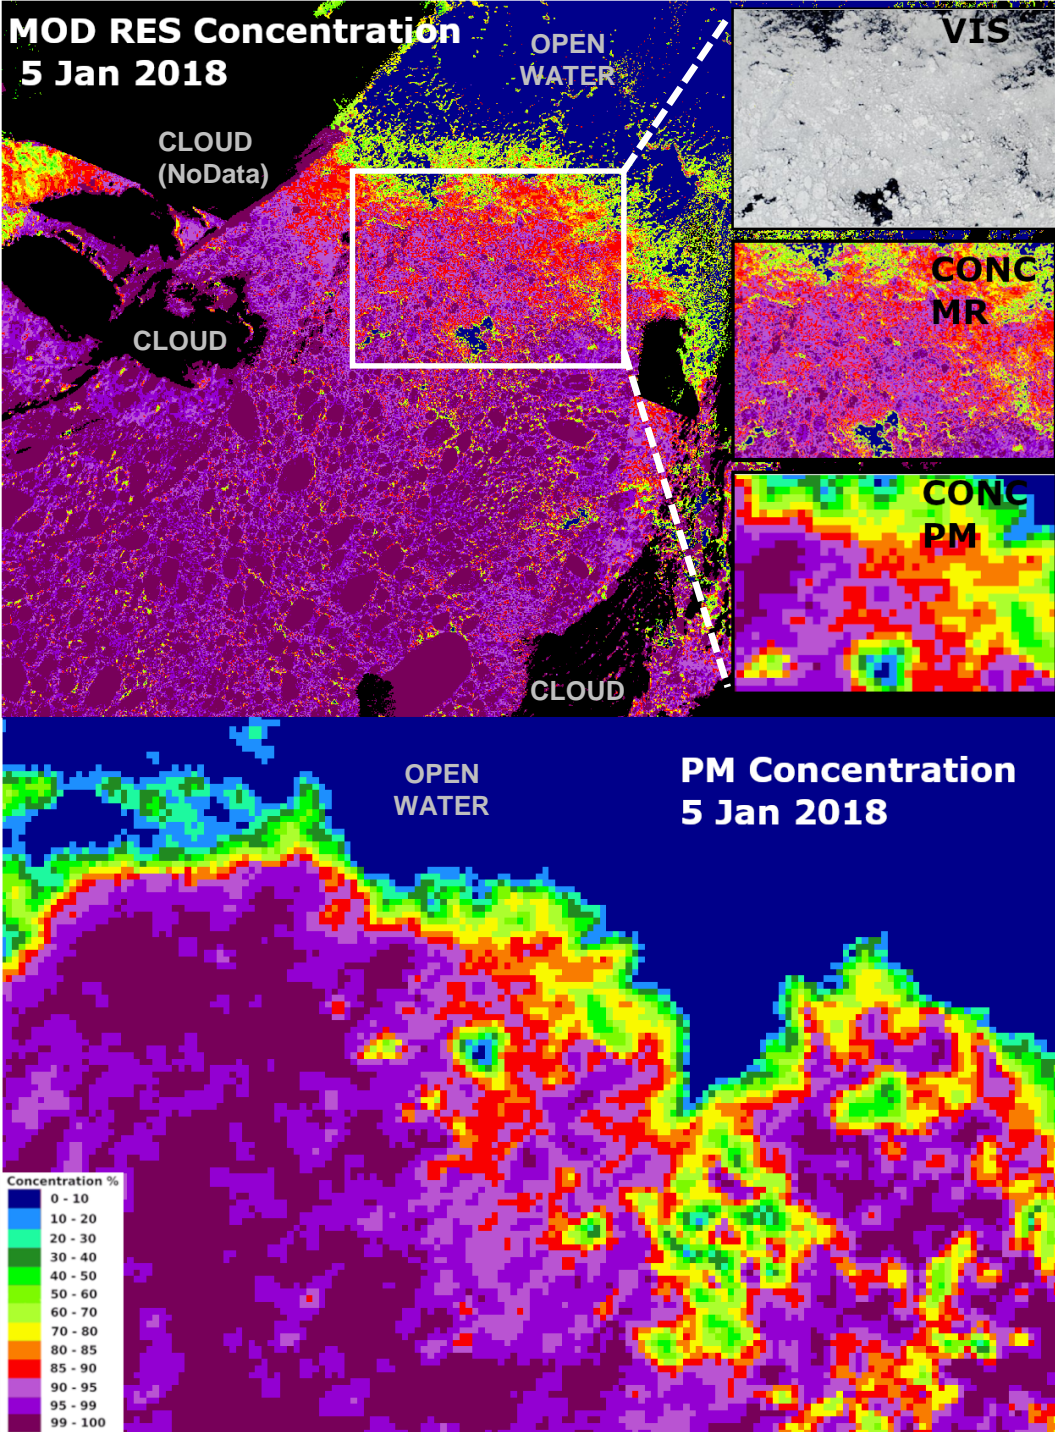 MOD RES Concentration
5 Jan 2018
OPEN
WATER
CLOUD
(NoData)
CLOUD
CLOUD
VIS
CONC
MR
CONC
PM
OPEN
WATER
PM Concentration
5 Jan 2018
Concentration %
0 - 10
10 - 20
20 - 30
30 - 40
40 - 50
50 - 60
60 - 70
70 - 80
80 - 85
85 - 90
90 - 95
95 - 99
99 - 100